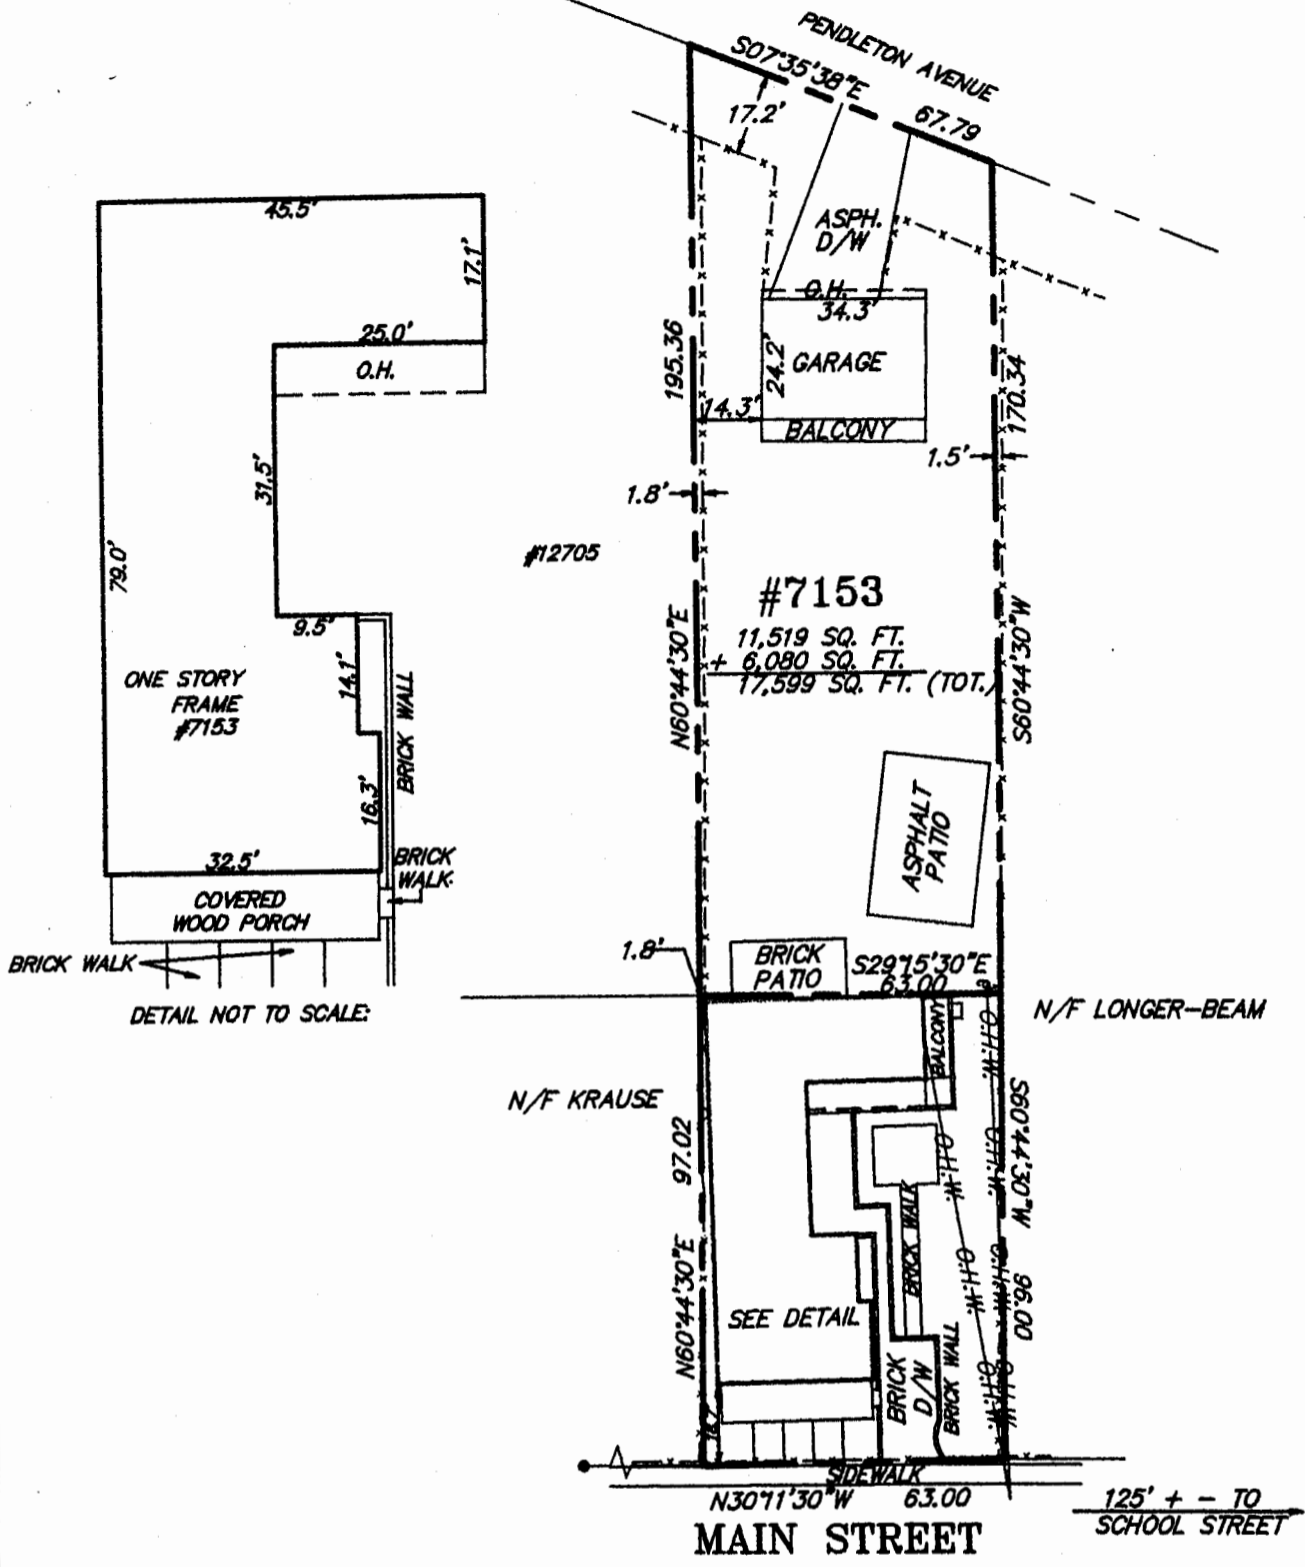 PENDLETON AVENUE
S07°35'38"E
67.79
17.2'
ASPH.
D/W
O.H.
34.3'
24.2'
GARAGE
BALCONY
14.3'
195.36
170.34
1.5'
1.8'
45.5'
17.1'
25.0'
O.H.
31.5'
79.0'
9.5'
14.1'
BRICK WALL
ONE STORY
FRAME
#7153
16.3'
32.5'
BRICK
WALK
COVERED
WOOD PORCH
BRICK WALK
DETAIL NOT TO SCALE:
#12705
#7153
11,519 SQ. FT.
+ 6,080 SQ. FT.
17,599 SQ. FT. (TOT.)
N60°44'30"E
S60°44'30"W
ASPHALT
PATIO
1.8'
BRICK
PATIO
S29°15'30"E
63.00
N/F LONGER-BEAM
N/F KRAUSE
BALCONY
O.H.W.
O.H.W.
O.H.W.
O.H.W.
O.H.W.
O.H.W.
O.H.W.
O.H.W.
97.02
N60°44'30"E
S60°44'30"W
96.00
BRICK WALK
SEE DETAIL
BRICK
D/W
BRICK WALL
SIDEWALK
N30°11'30"W 63.00
MAIN STREET
125' + - TO
SCHOOL STREET